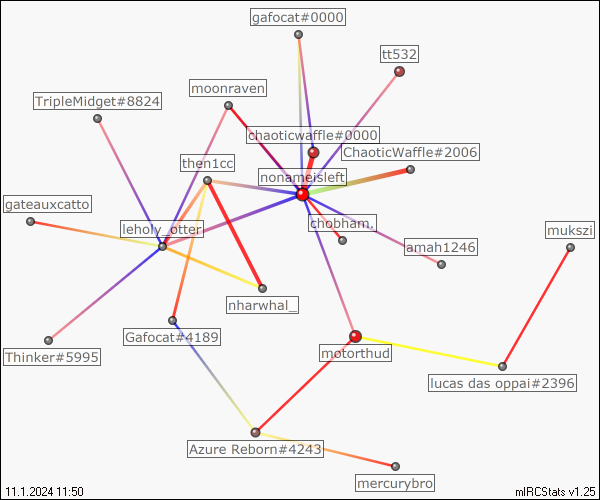 gafocat#0000
tt532
moonraven
TripleMidget#8824
chaoticwaffle#0000
ChaoticWaffle#2006
then1cc
nonameisleft
gateauxcatto
leholy_otter
chobham.
mukszi
amah1246
nharwhal_
Gafocat#4189
motorthud
Thinker#5995
lucas das oppai#2396
Azure Reborn#4243
mercurybro
11.1.2024 11:50
mIRCStats v1.25